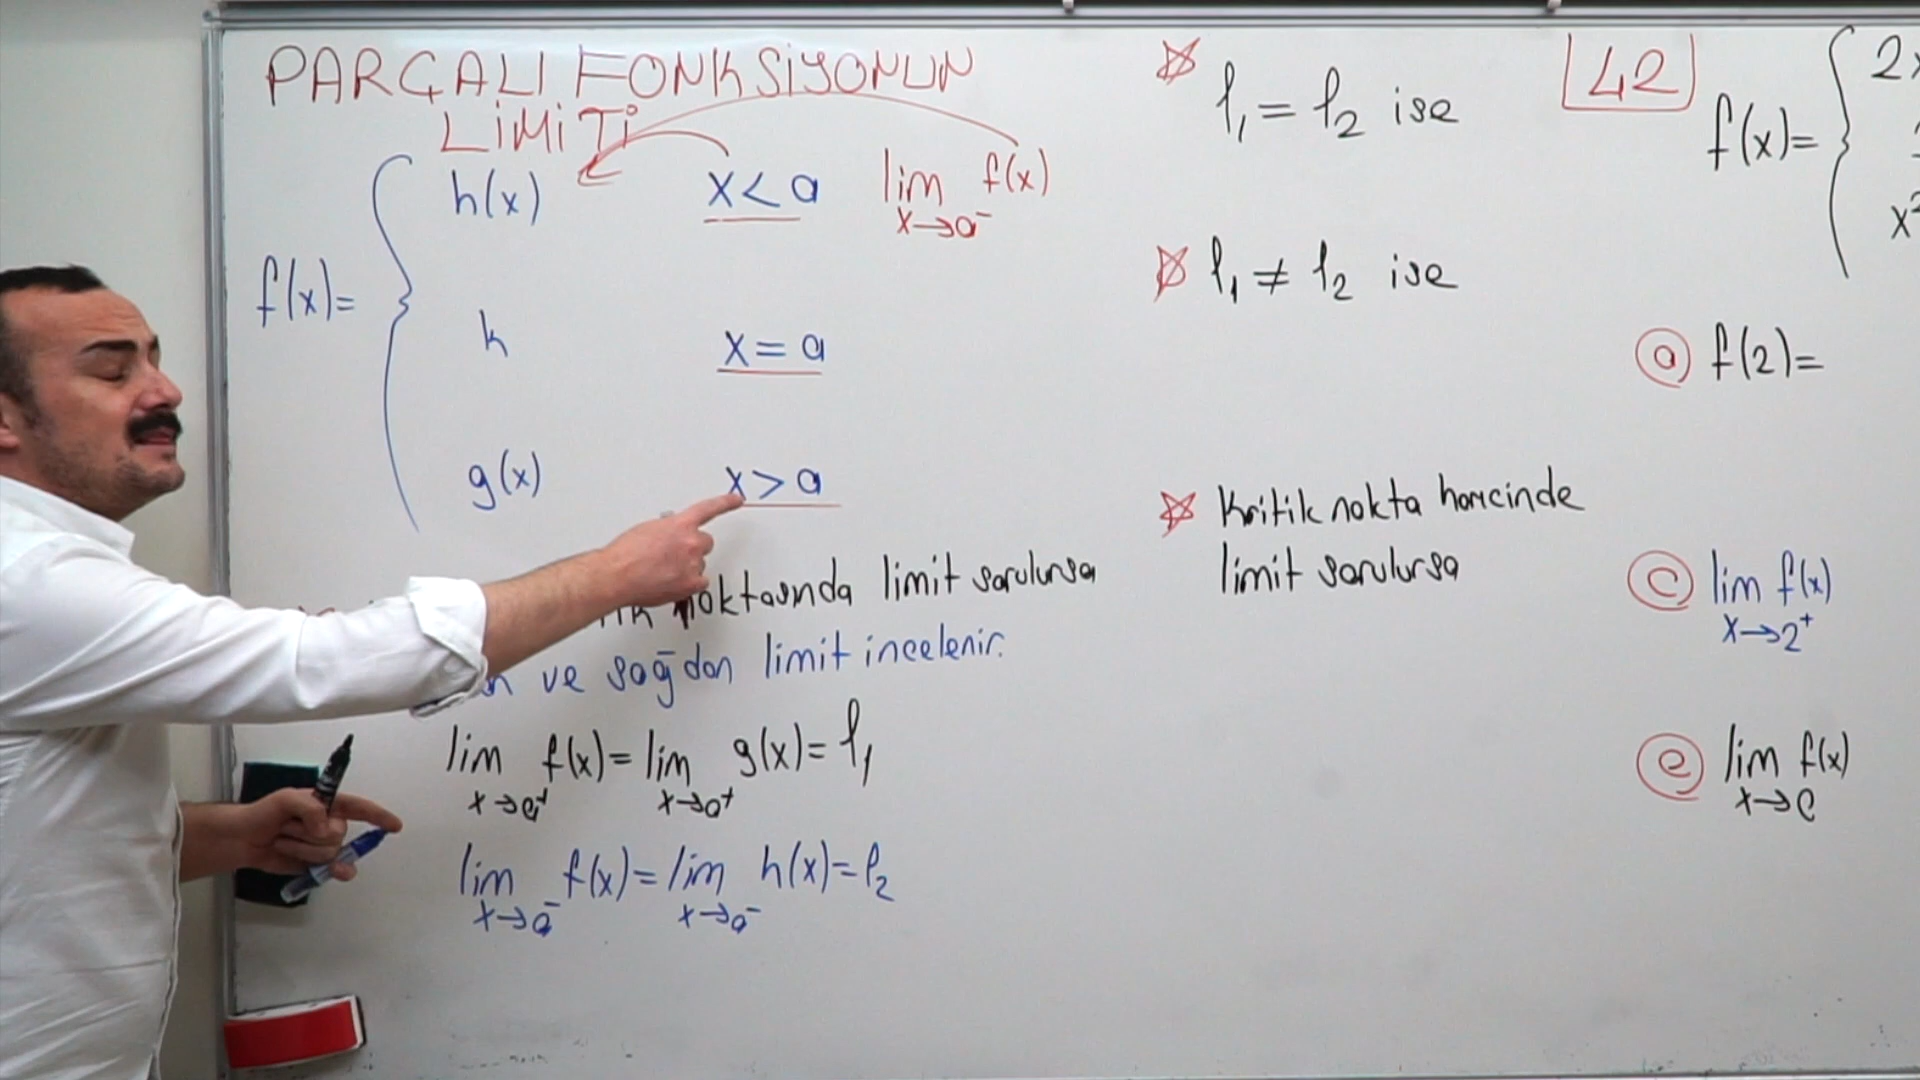 PARÇALI FONKSİYONUN
LİMİTİ
f(x)=
h(x) x<a lim f(x)
x→a⁻
k x=a
g(x) x>a
noktasında limit sorulursa
ve sağdan limit incelenir.
lim f(x)=lim g(x)=l₁
x→a⁺ x→a⁺
lim f(x)=lim h(x)=l₂
x→a⁻ x→a⁻
l₁=l₂ ise
l₁≠l₂ ise
Kritik nokta haricinde
limit sorulursa
42
f(x)=
2x
x²
a f(2)=
c lim f(x)
x→2⁺
e lim f(x)